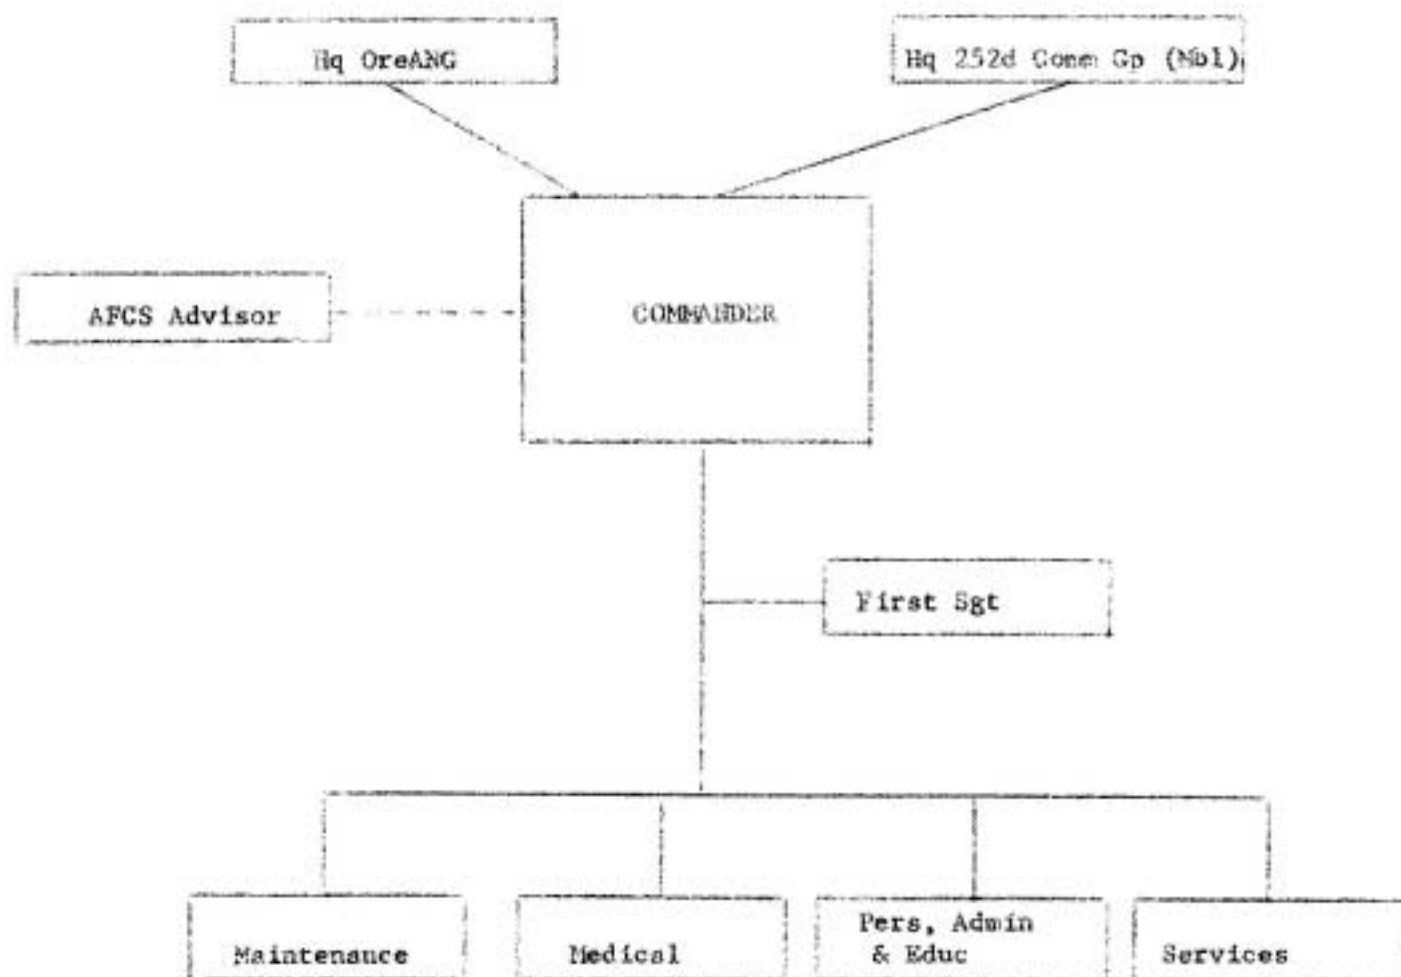 Hq OreANG
Hq 252d Comm Gp (Mbl)
AFCS Advisor
COMMANDER
First Sgt
Maintenance
Medical
Pers, Admin
& Educ
Services